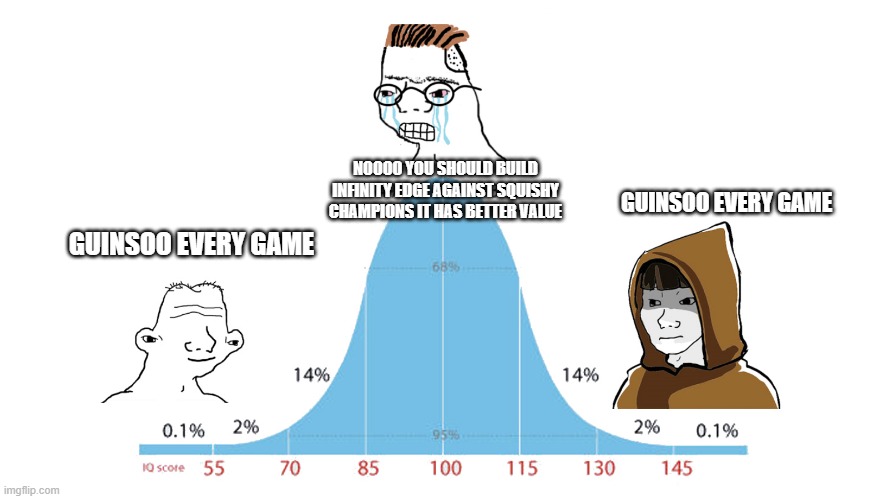 NOOOO YOU SHOULD BUILD
INFINITY EDGE AGAINST SQUISHY
CHAMPIONS IT HAS BETTER VALUE
GUINSOO EVERY GAME
GUINSOO EVERY GAME
68%
14%
14%
0.1%
2%
95%
2%
0.1%
IQ score
55
70
85
100
115
130
145
imgflip.com